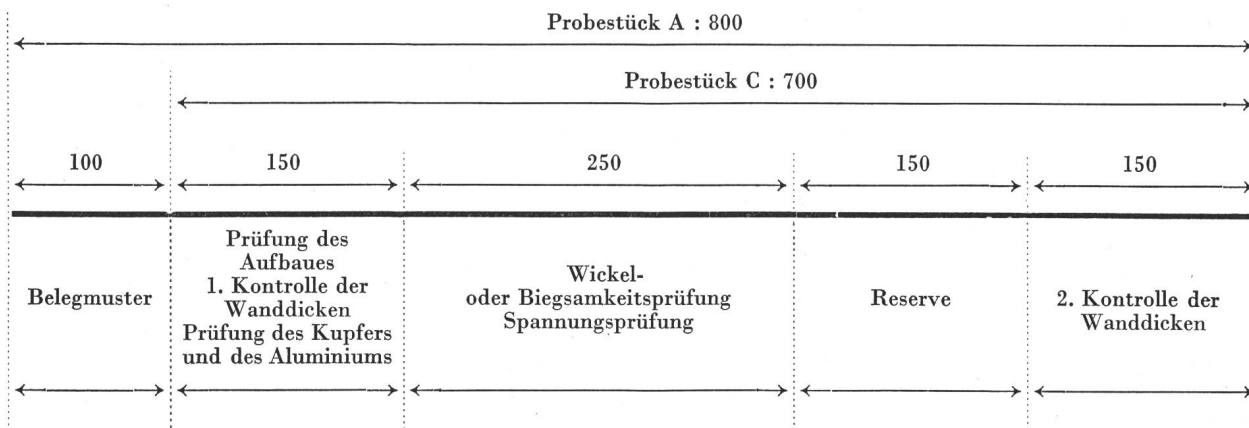 Probestück A : 800
Probestück C : 700
100
150
250
150
150
Belegmuster
Prüfung des
Aufbaues
1. Kontrolle der
Wanddicken
Prüfung des Kupfers
und des Aluminiums
Wickel-
oder Biegsamkeitsprüfung
Spannungsprüfung
Reserve
2. Kontrolle der
Wanddicken